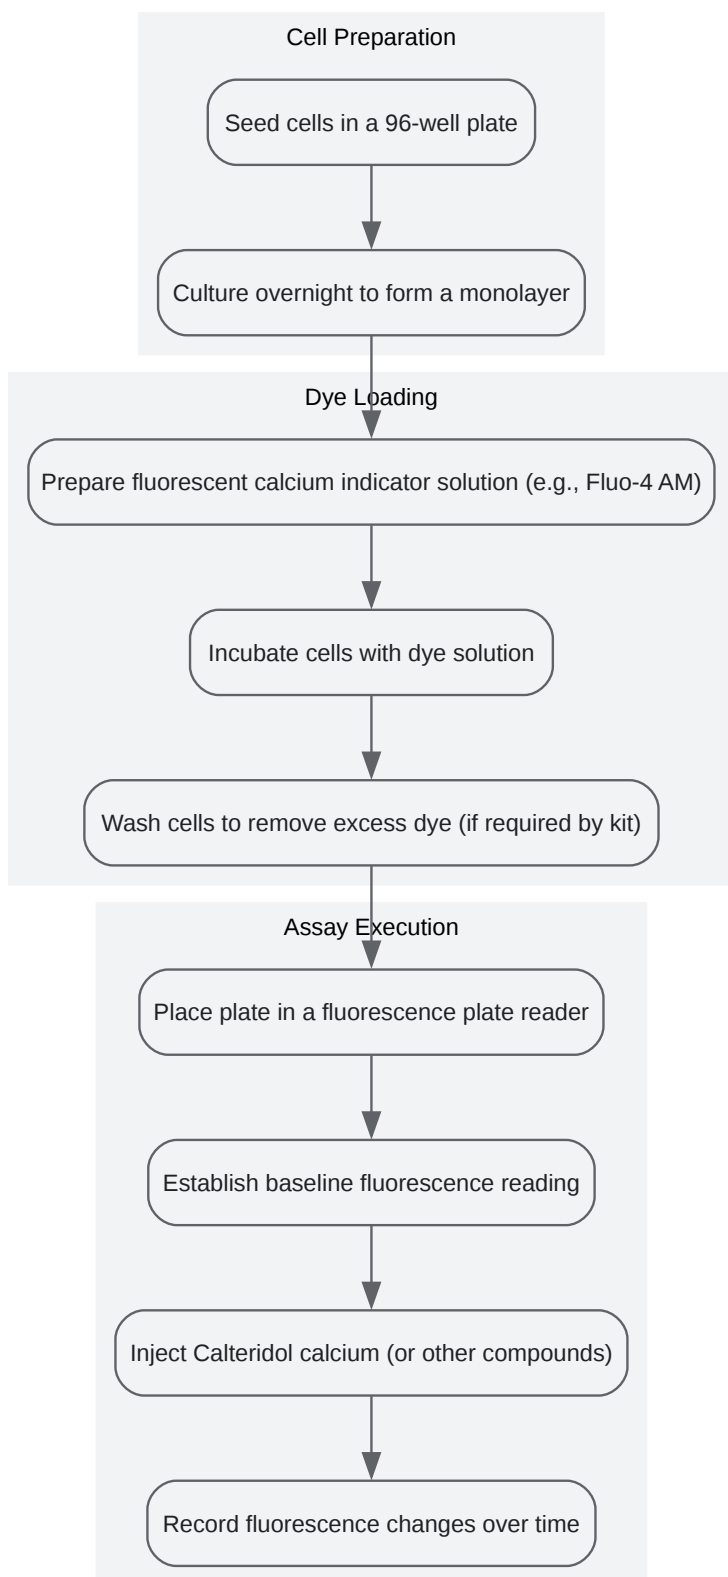 Cell Preparation
Seed cells in a 96-well plate
Culture overnight to form a monolayer
Dye Loading
Prepare fluorescent calcium indicator solution (e.g., Fluo-4 AM)
Incubate cells with dye solution
Wash cells to remove excess dye (if required by kit)
Assay Execution
Place plate in a fluorescence plate reader
Establish baseline fluorescence reading
Inject Calteridol calcium (or other compounds)
Record fluorescence changes over time